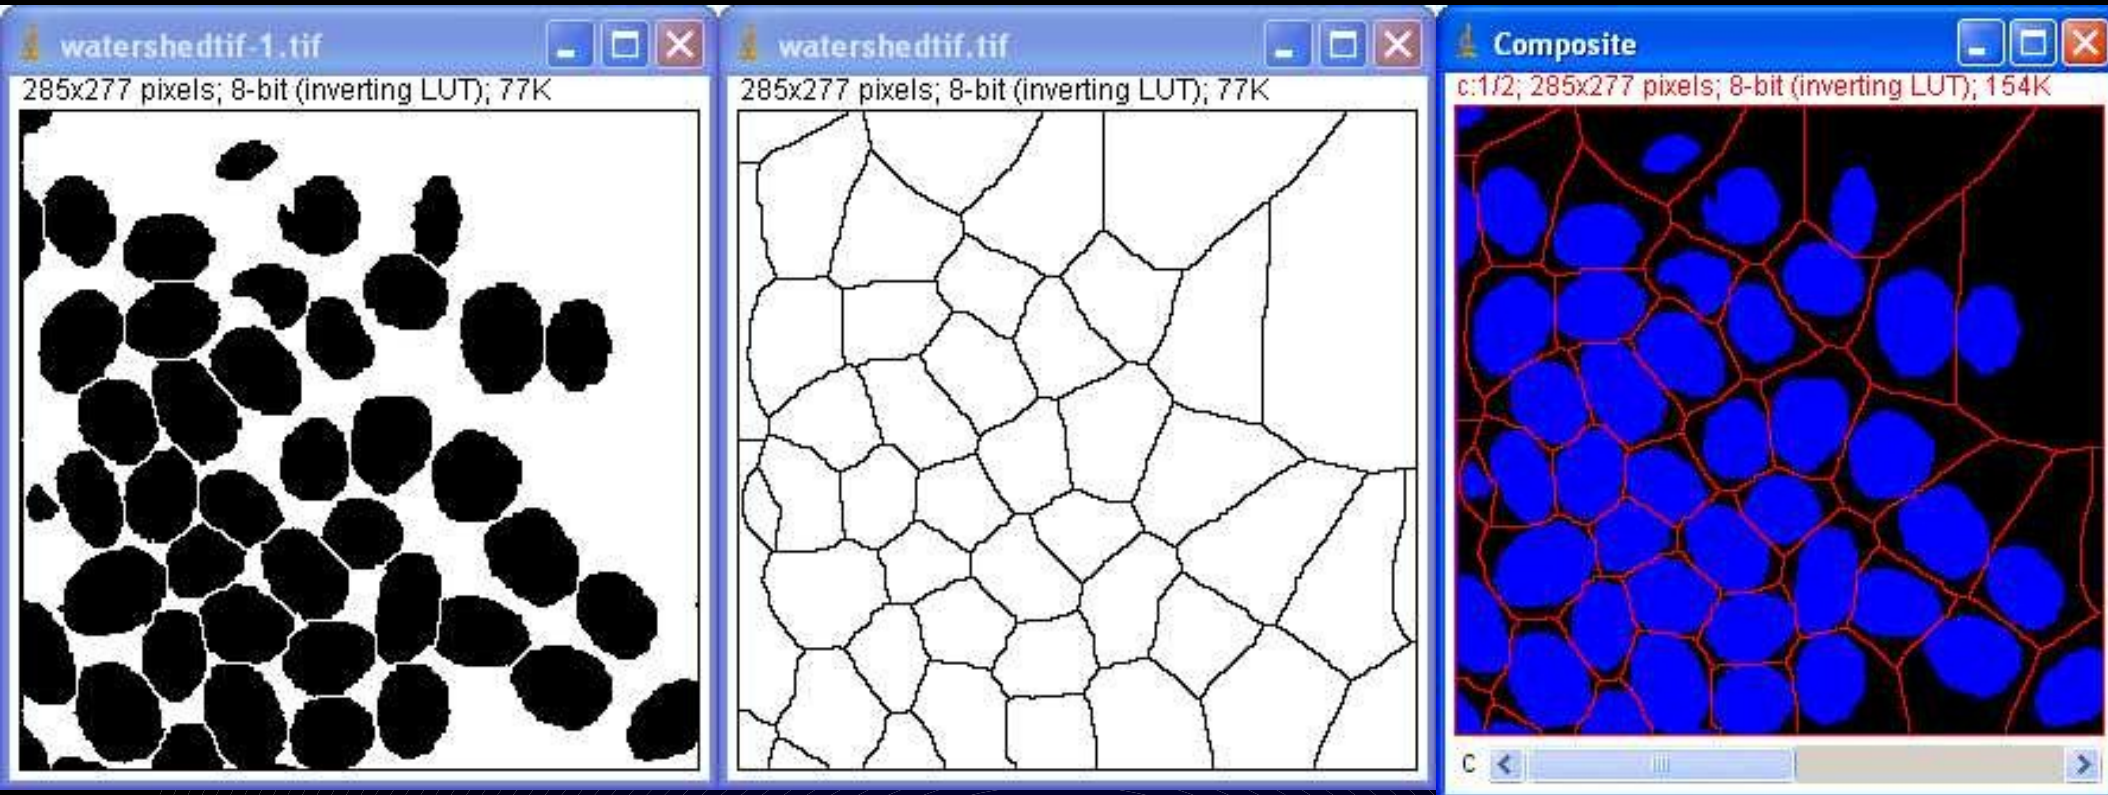 watershedtif-1.tif
285x277 pixels; 8-bit (inverting LUT); 77K
watershedtif.tif
285x277 pixels; 8-bit (inverting LUT); 77K
Composite
c:1/2; 285x277 pixels; 8-bit (inverting LUT); 154K
C